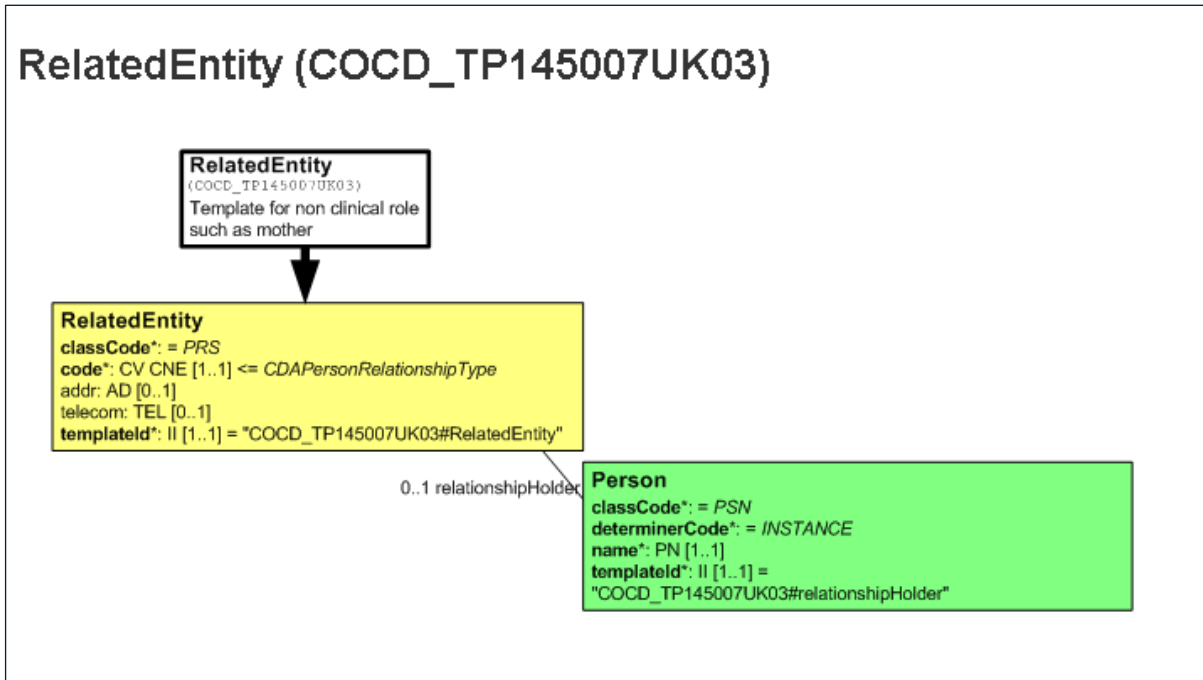 RelatedEntity (COCD_TP145007UK03)
RelatedEntity
(COCD_TP145007UK03)
Template for non clinical role
such as mother
RelatedEntity
classCode*: = PRS
code*: CV CNE [1..1] <= CDAPersonRelationshipType
addr: AD [0..1]
telecom: TEL [0..1]
templateId*: II [1..1] = "COCD_TP145007UK03#RelatedEntity"
0..1 relationshipHolder
Person
classCode*: = PSN
determinerCode*: = INSTANCE
name*: PN [1..1]
templateId*: II [1..1] =
"COCD_TP145007UK03#relationshipHolder"